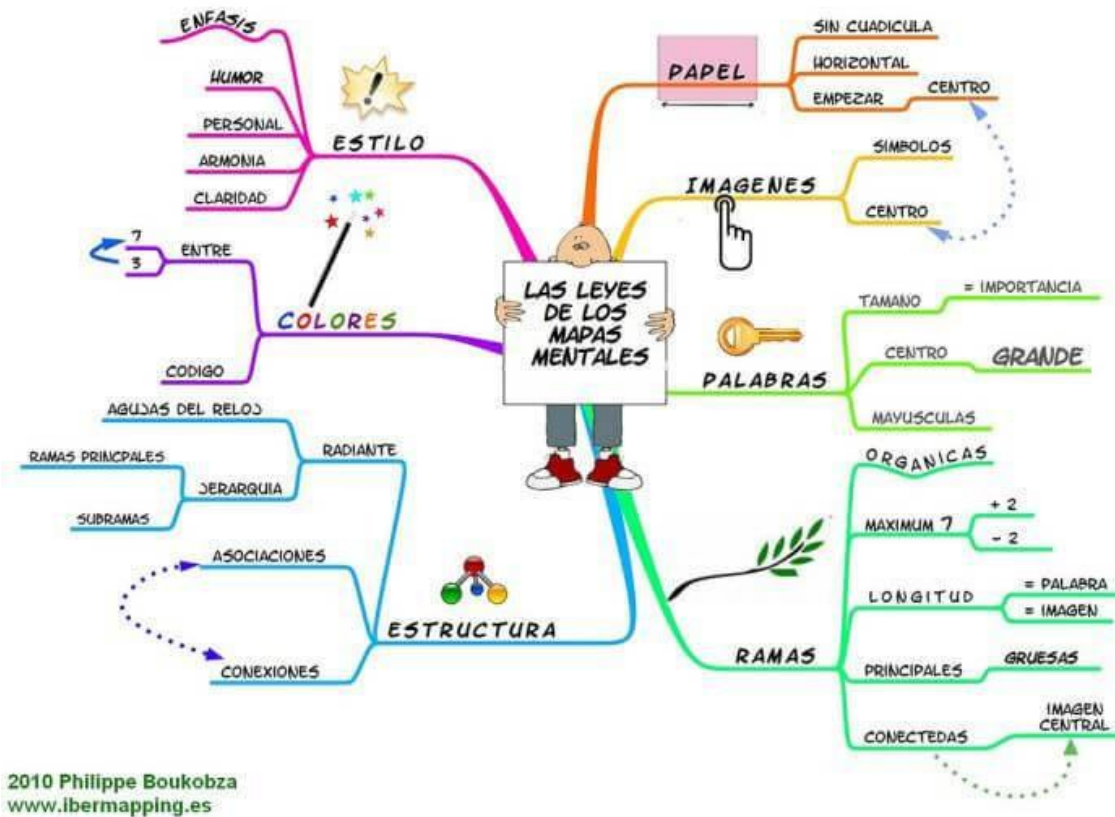 LAS LEYES
DE LOS
MAPAS
MENTALES
PAPEL
SIN CUADICULA
HORIZONTAL
EMPEZAR
CENTRO
IMAGENES
SIMBOLOS
CENTRO
PALABRAS
TAMANO
= IMPORTANCIA
CENTRO
GRANDE
MAYUSCULAS
RAMAS
ORGANICAS
MAXIMUM 7
+ 2
- 2
LONGITUD
= PALABRA
= IMAGEN
PRINCIPALES
GRUESAS
CONECTEDAS
IMAGEN
CENTRAL
ESTRUCTURA
RADIANTE
AGUJAS DEL RELOJ
JERARQUIA
RAMAS PRINCPALES
SUBRAMAS
ASOCIACIONES
CONEXIONES
COLORES
ENTRE
7
3
CODIGO
ESTILO
ENFASIS
HUMOR
PERSONAL
ARMONIA
CLARIDAD
2010 Philippe Boukobza
www.ibermapping.es